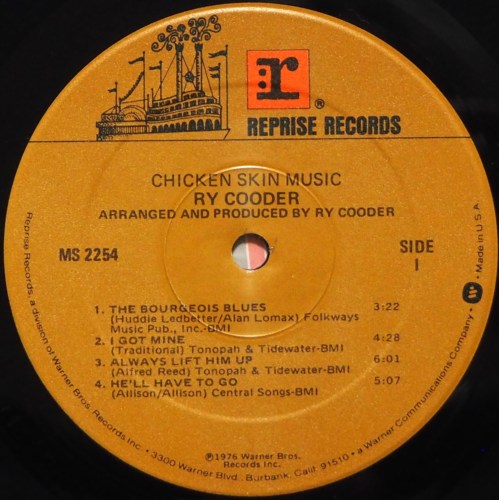 r
®
REPRISE RECORDS
CHICKEN SKIN MUSIC
RY COODER
ARRANGED AND PRODUCED BY RY COODER
MS 2254
SIDE
1
1. THE BOURGEOIS BLUES 3:22
(Huddie Ledbetter/Alan Lomax) Folkways
Music Pub., Inc.-BMI
2. I GOT MINE 4:28
(Traditional) Tonopah & Tidewater-BMI
3. ALWAYS LIFT HIM UP 6:01
(Alfred Reed) Tonopah & Tidewater-BMI
4. HE'LL HAVE TO GO 5:07
(Allison/Allison) Central Songs-BMI
℗1976 Warner Bros.
Records Inc.
Reprise Records, a division of Warner Bros. Records Inc., a Warner Communications Company.
• 3300 Warner Blvd., Burbank, Calif. 91510 •
• Made in U.S.A.